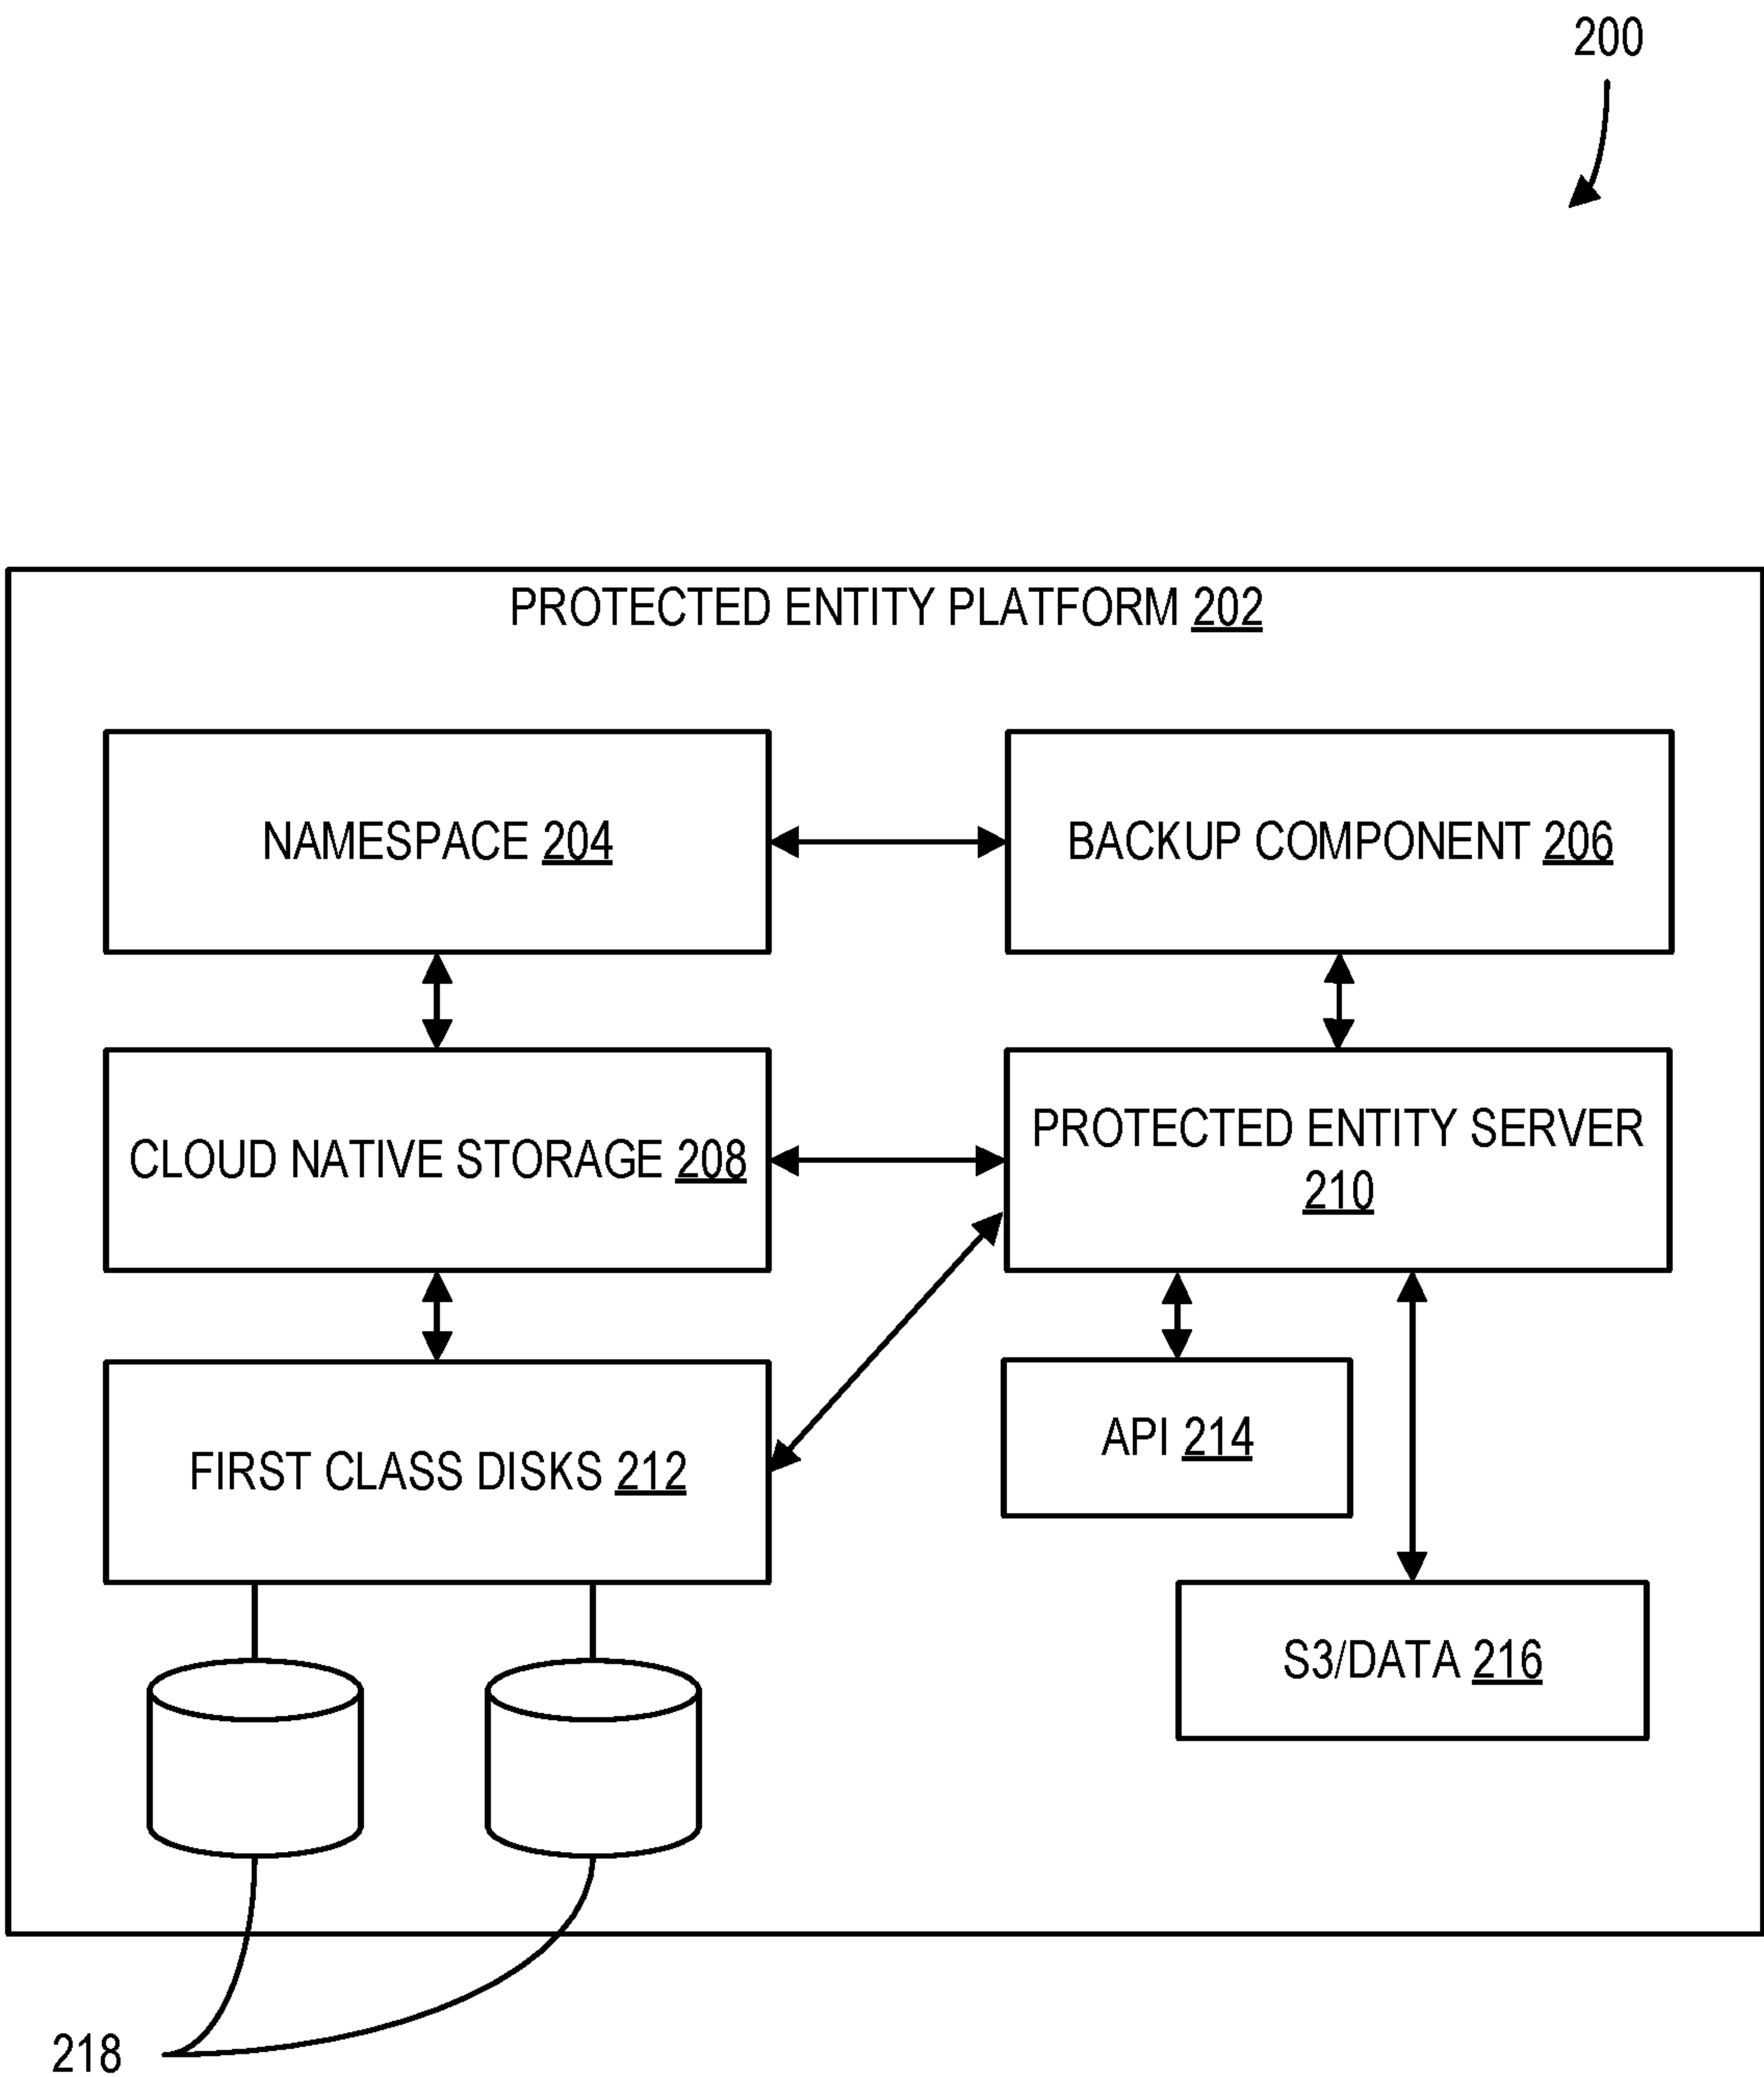 200
PROTECTED ENTITY PLATFORM 202
NAMESPACE 204
BACKUP COMPONENT 206
CLOUD NATIVE STORAGE 208
PROTECTED ENTITY SERVER
210
FIRST CLASS DISKS 212
API 214
S3/DATA 216
218